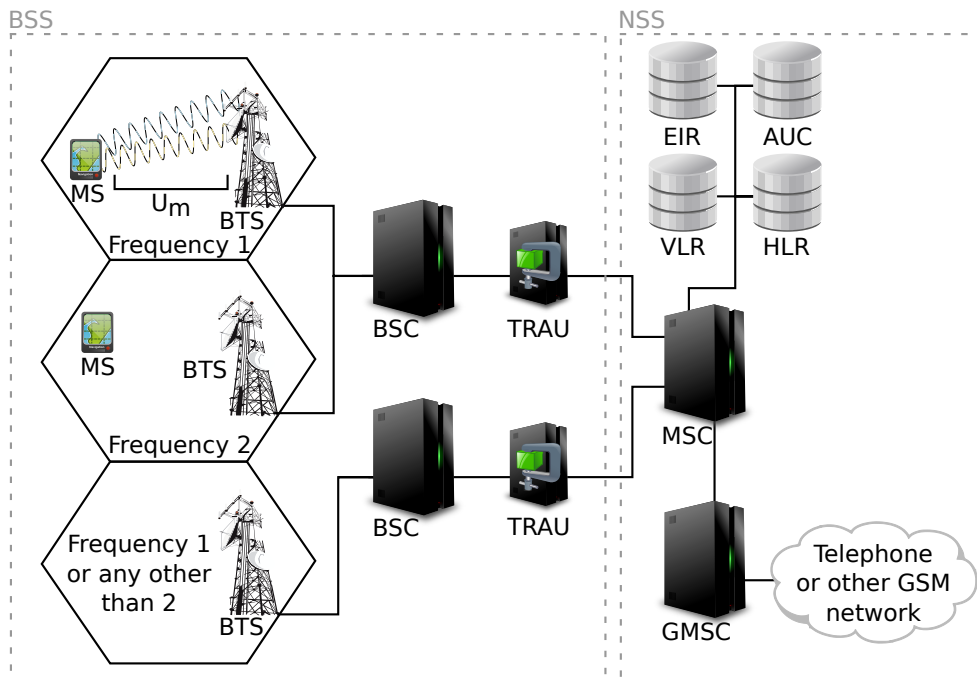 BSS
NSS
EIR
AUC
VLR
HLR
MS
Um
BTS
Frequency 1
BSC
TRAU
MS
BTS
Frequency 2
MSC
BSC
TRAU
Frequency 1
or any other
than 2
BTS
GMSC
Telephone
or other GSM
network